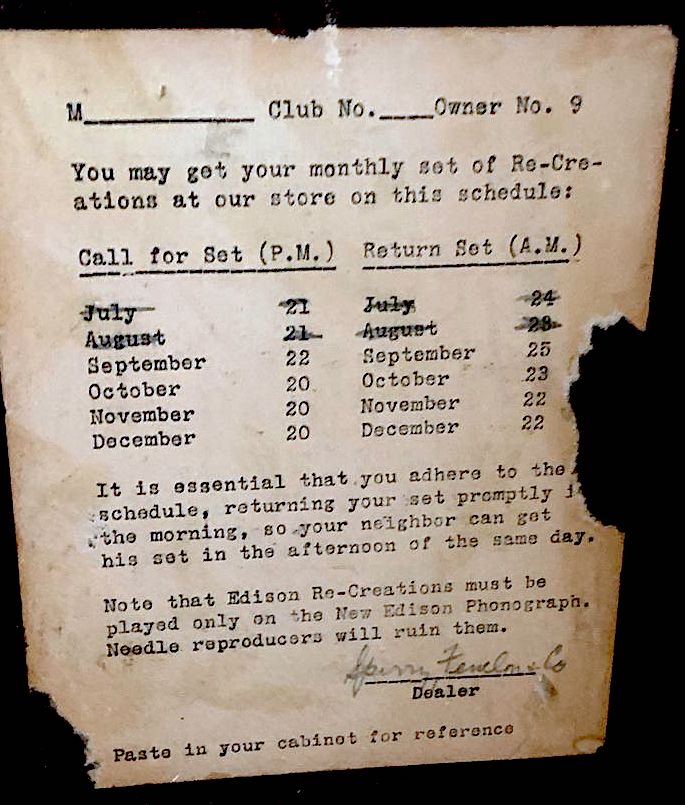 M____________ Club No.____Owner No. 9
You may get your monthly set of Re-Cre-
ations at our store on this schedule:
Call for Set (P.M.) Return Set (A.M.)
July 21 July 24
August 21 August 23
September 22 September 25
October 20 October 23
November 20 November 22
December 20 December 22
It is essential that you adhere to the
schedule, returning your set promptly
the morning, so your neighbor can get
his set in the afternoon of the same day.
Note that Edison Re-Creations must be
played only on the New Edison Phonograph.
Needle reproducers will ruin them.
Fenelon & Co
Dealer
Paste in your cabinet for reference